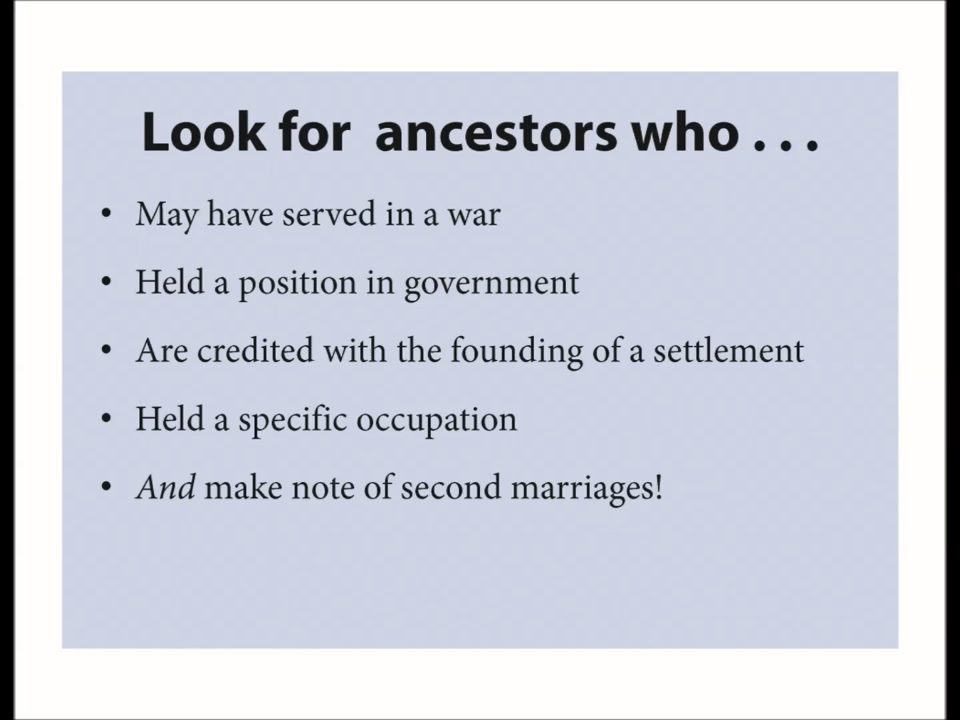 Look for  ancestors who . . .
• May have served in a war
• Held a position in government
• Are credited with the founding of a settlement
• Held a specific occupation
• And make note of second marriages!